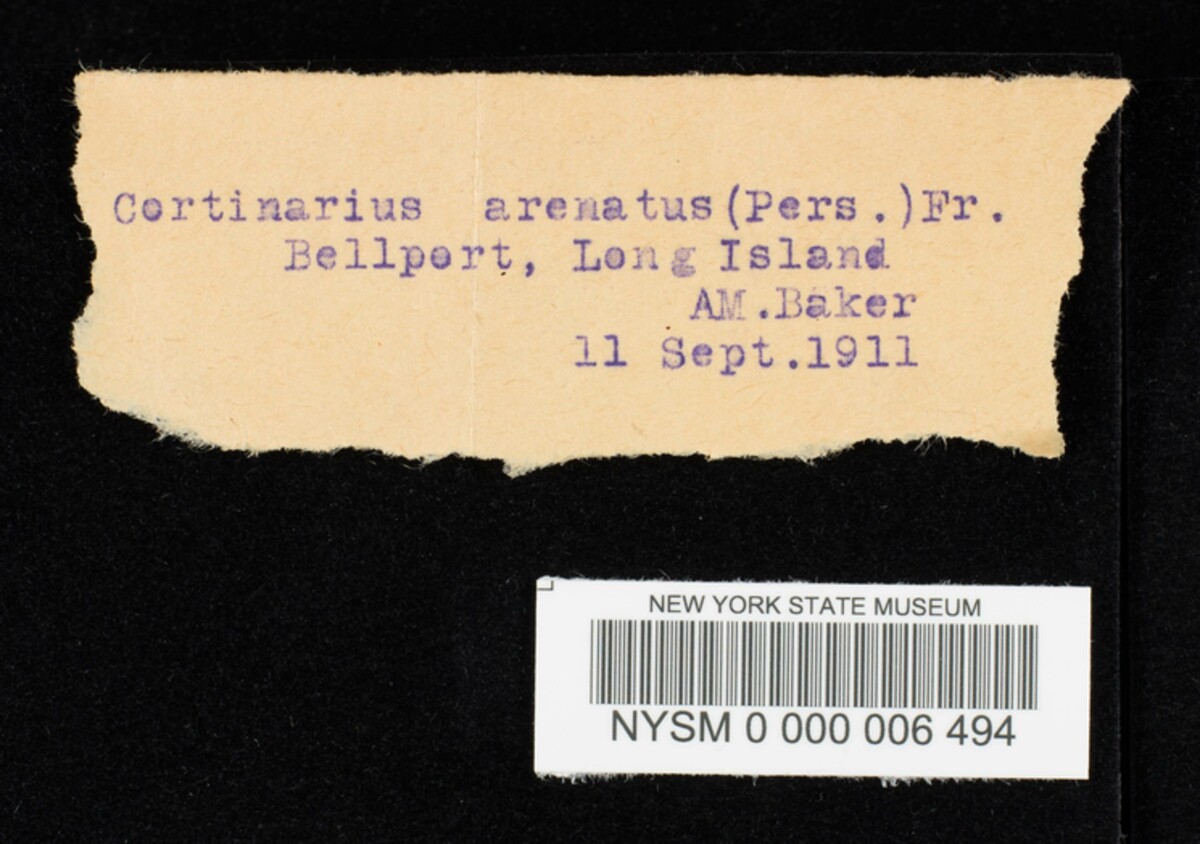 Cortinarius arenatus(Pers.)Fr.
Bellport, Long Island
AM.Baker
11 Sept.1911
NEW YORK STATE MUSEUM
NYSM 0 000 006 494